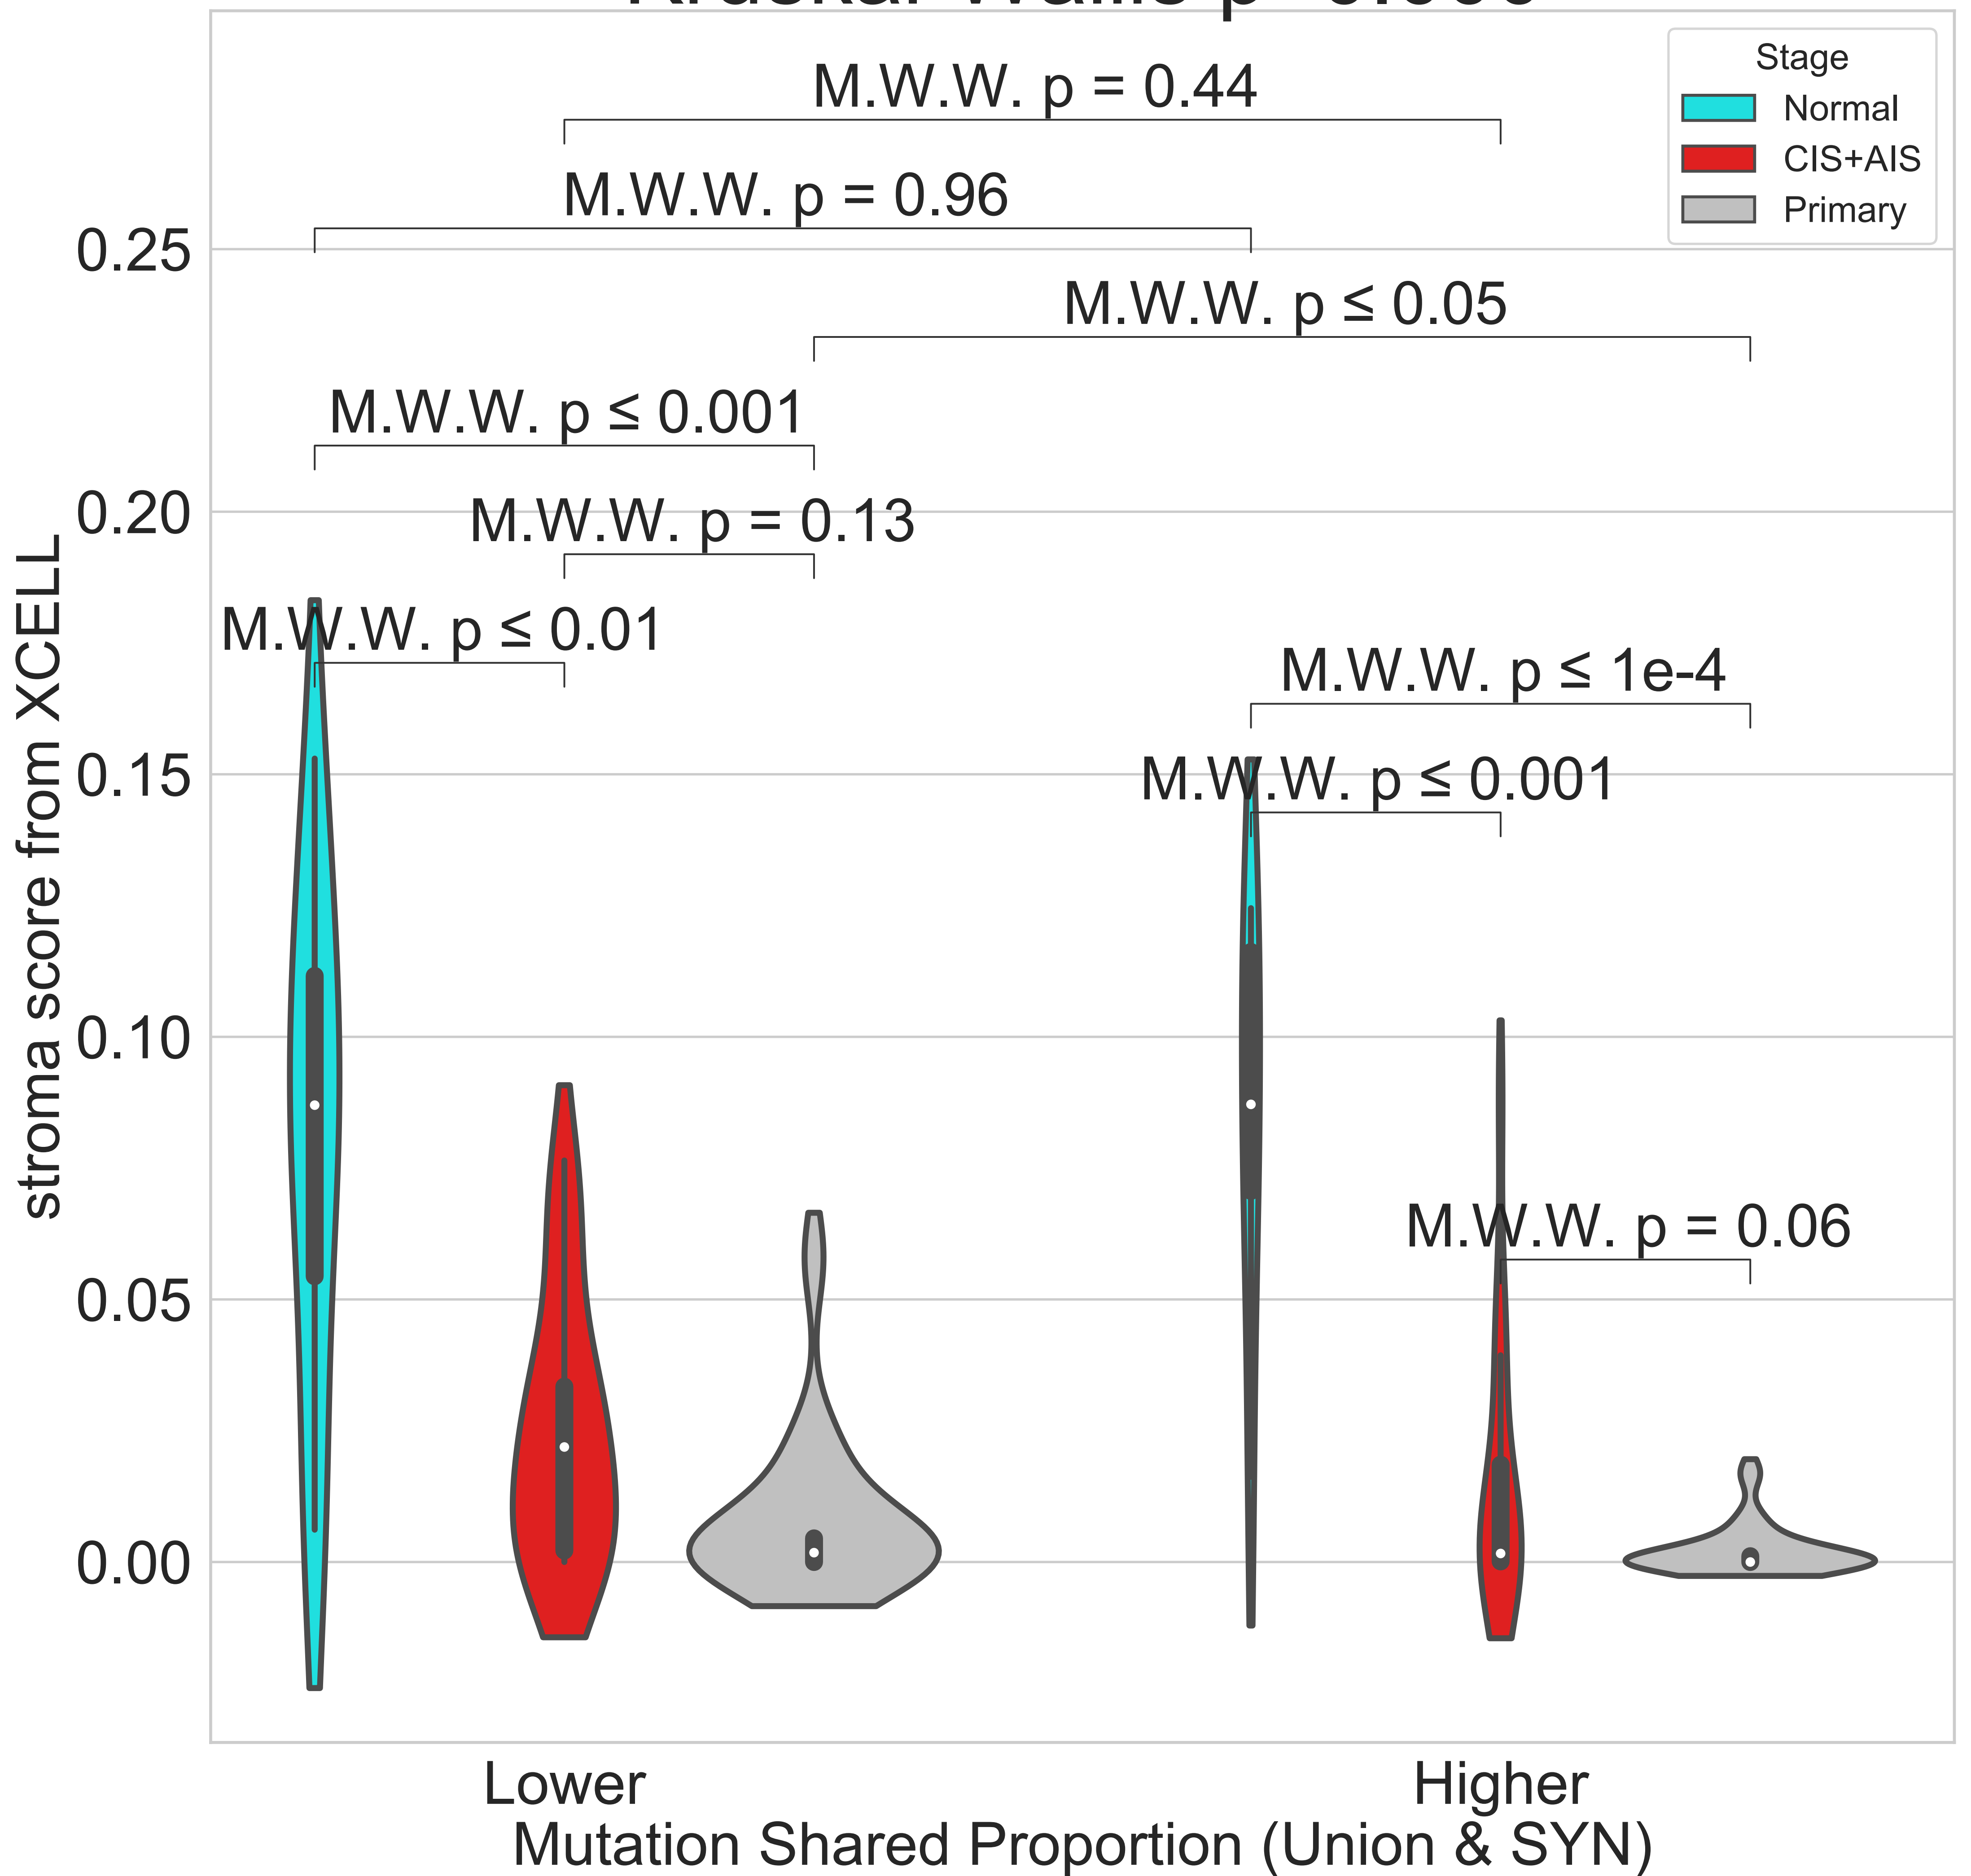 M.W.W. p = 0.44
M.W.W. p = 0.96
M.W.W. p ≤ 0.05
M.W.W. p ≤ 0.001
M.W.W. p = 0.13
M.W.W. p ≤ 0.01
M.W.W. p ≤ 1e-4
M.W.W. p ≤ 0.001
M.W.W. p = 0.06
Stage
Normal
CIS+AIS
Primary
stroma score from XCELL
0.25
0.20
0.15
0.10
0.05
0.00
Lower
Higher
Mutation Shared Proportion (Union & SYN)